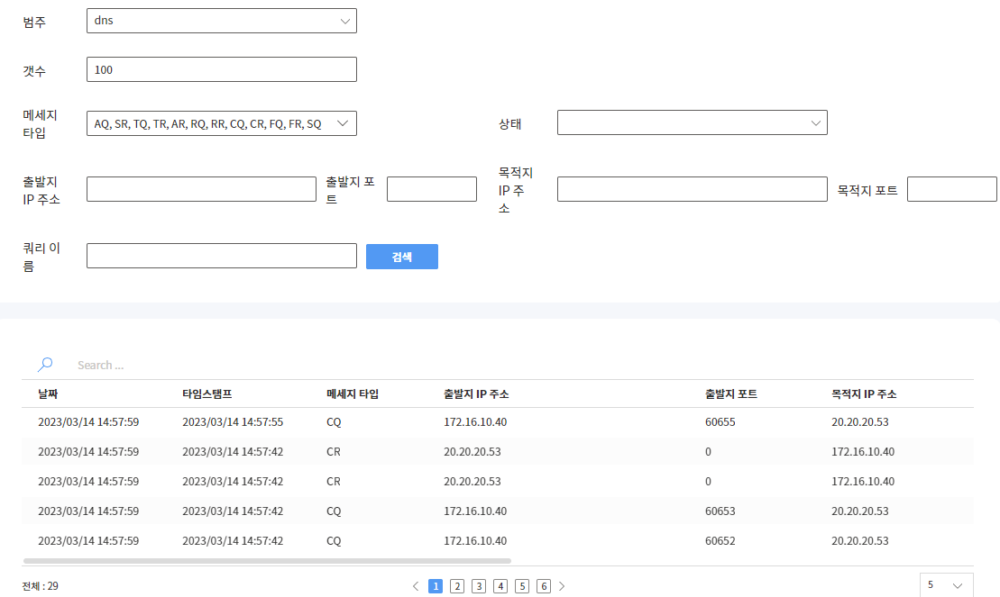 범주 dns
갯수 100
메세지
타입
AQ, SR, TQ, TR, AR, RQ, RR, CQ, CR, FQ, FR, SQ
상태
출발지
IP 주소
출발지 포
트
목적지
IP 주
소
목적지 포트
쿼리 이
름
검색
Search ...
날짜 타임스탬프 메세지 타입 출발지 IP 주소 출발지 포트 목적지 IP 주소
2023/03/14 14:57:59 2023/03/14 14:57:55 CQ 172.16.10.40 60655 20.20.20.53
2023/03/14 14:57:59 2023/03/14 14:57:42 CR 20.20.20.53 0 172.16.10.40
2023/03/14 14:57:59 2023/03/14 14:57:42 CR 20.20.20.53 0 172.16.10.40
2023/03/14 14:57:59 2023/03/14 14:57:42 CQ 172.16.10.40 60653 20.20.20.53
2023/03/14 14:57:59 2023/03/14 14:57:42 CQ 172.16.10.40 60652 20.20.20.53
전체 : 29 1 2 3 4 5 6 5